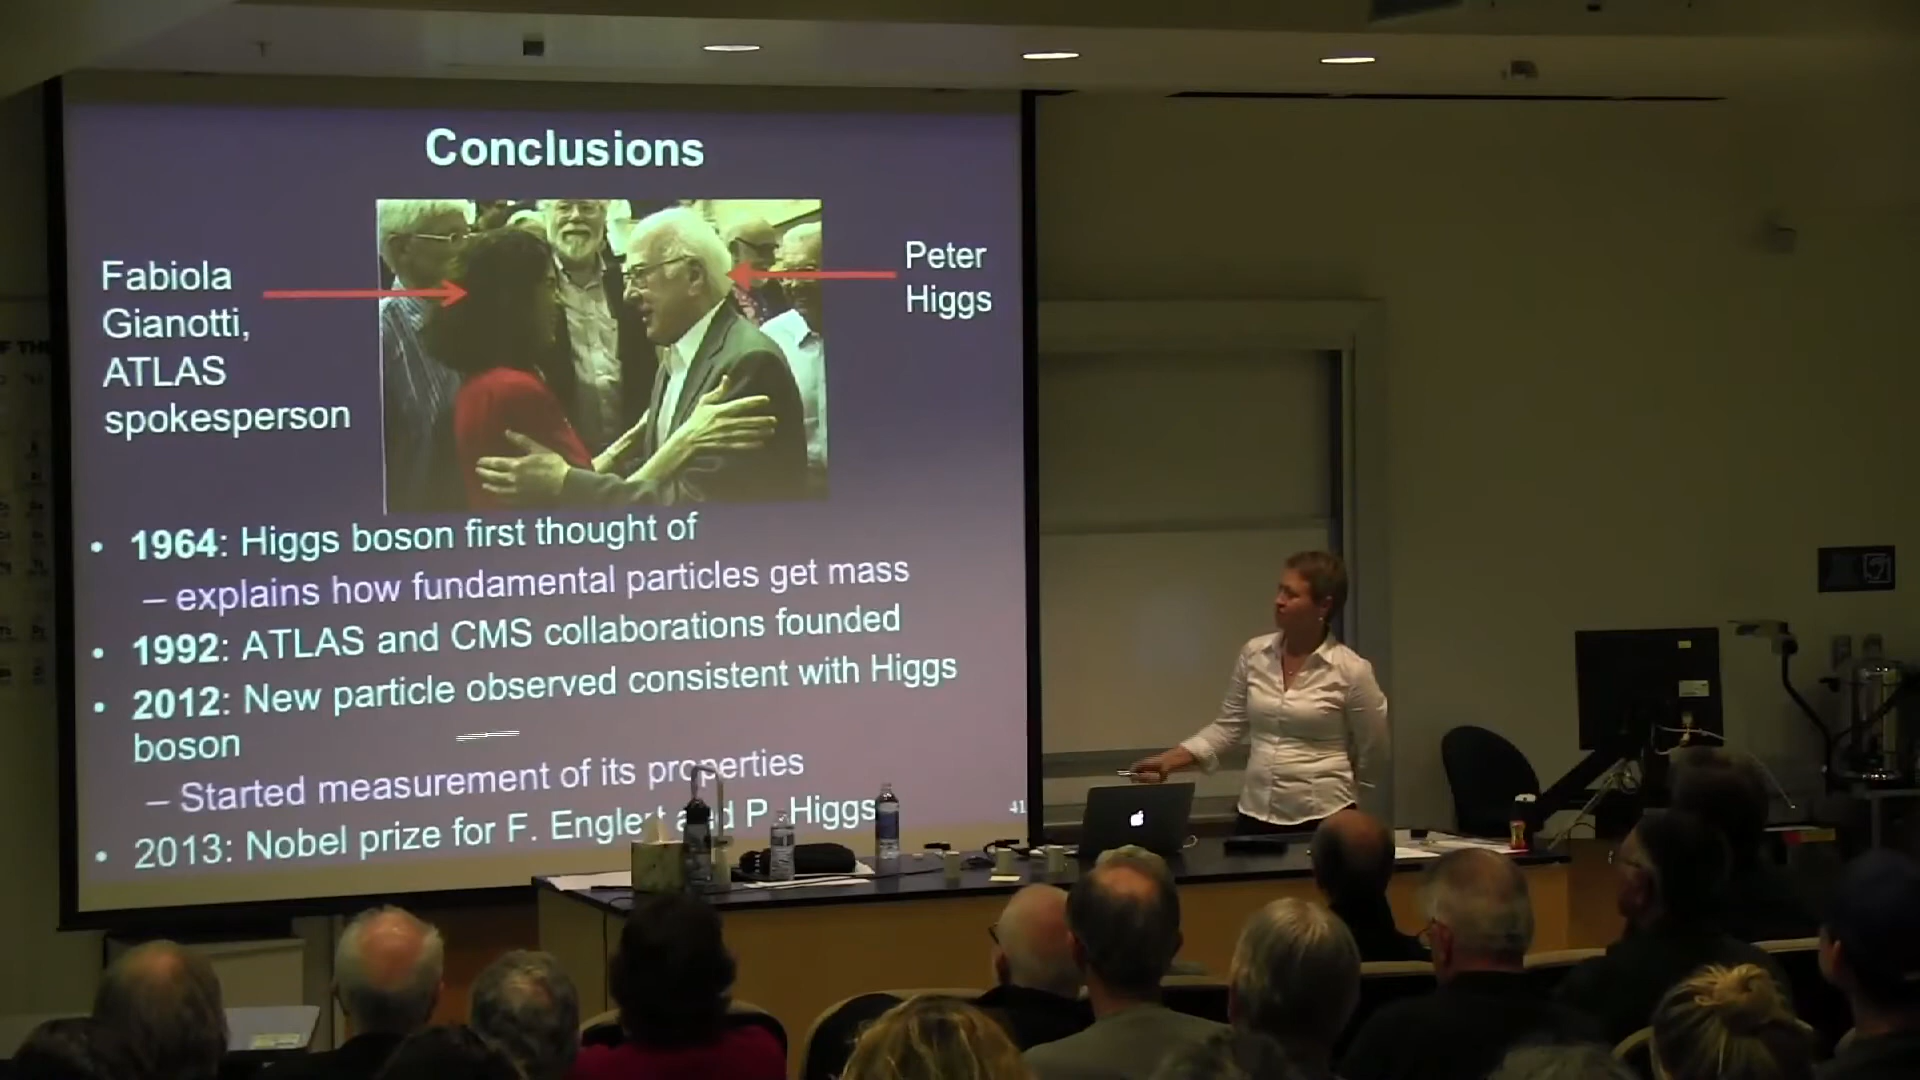 Conclusions
Fabiola
Gianotti,
ATLAS
spokesperson
Peter
Higgs
• 1964: Higgs boson first thought of
– explains how fundamental particles get mass
• 1992: ATLAS and CMS collaborations founded
• 2012: New particle observed consistent with Higgs
boson
– Started measurement of its properties
• 2013: Nobel prize for F. Englert and P. Higgs
41